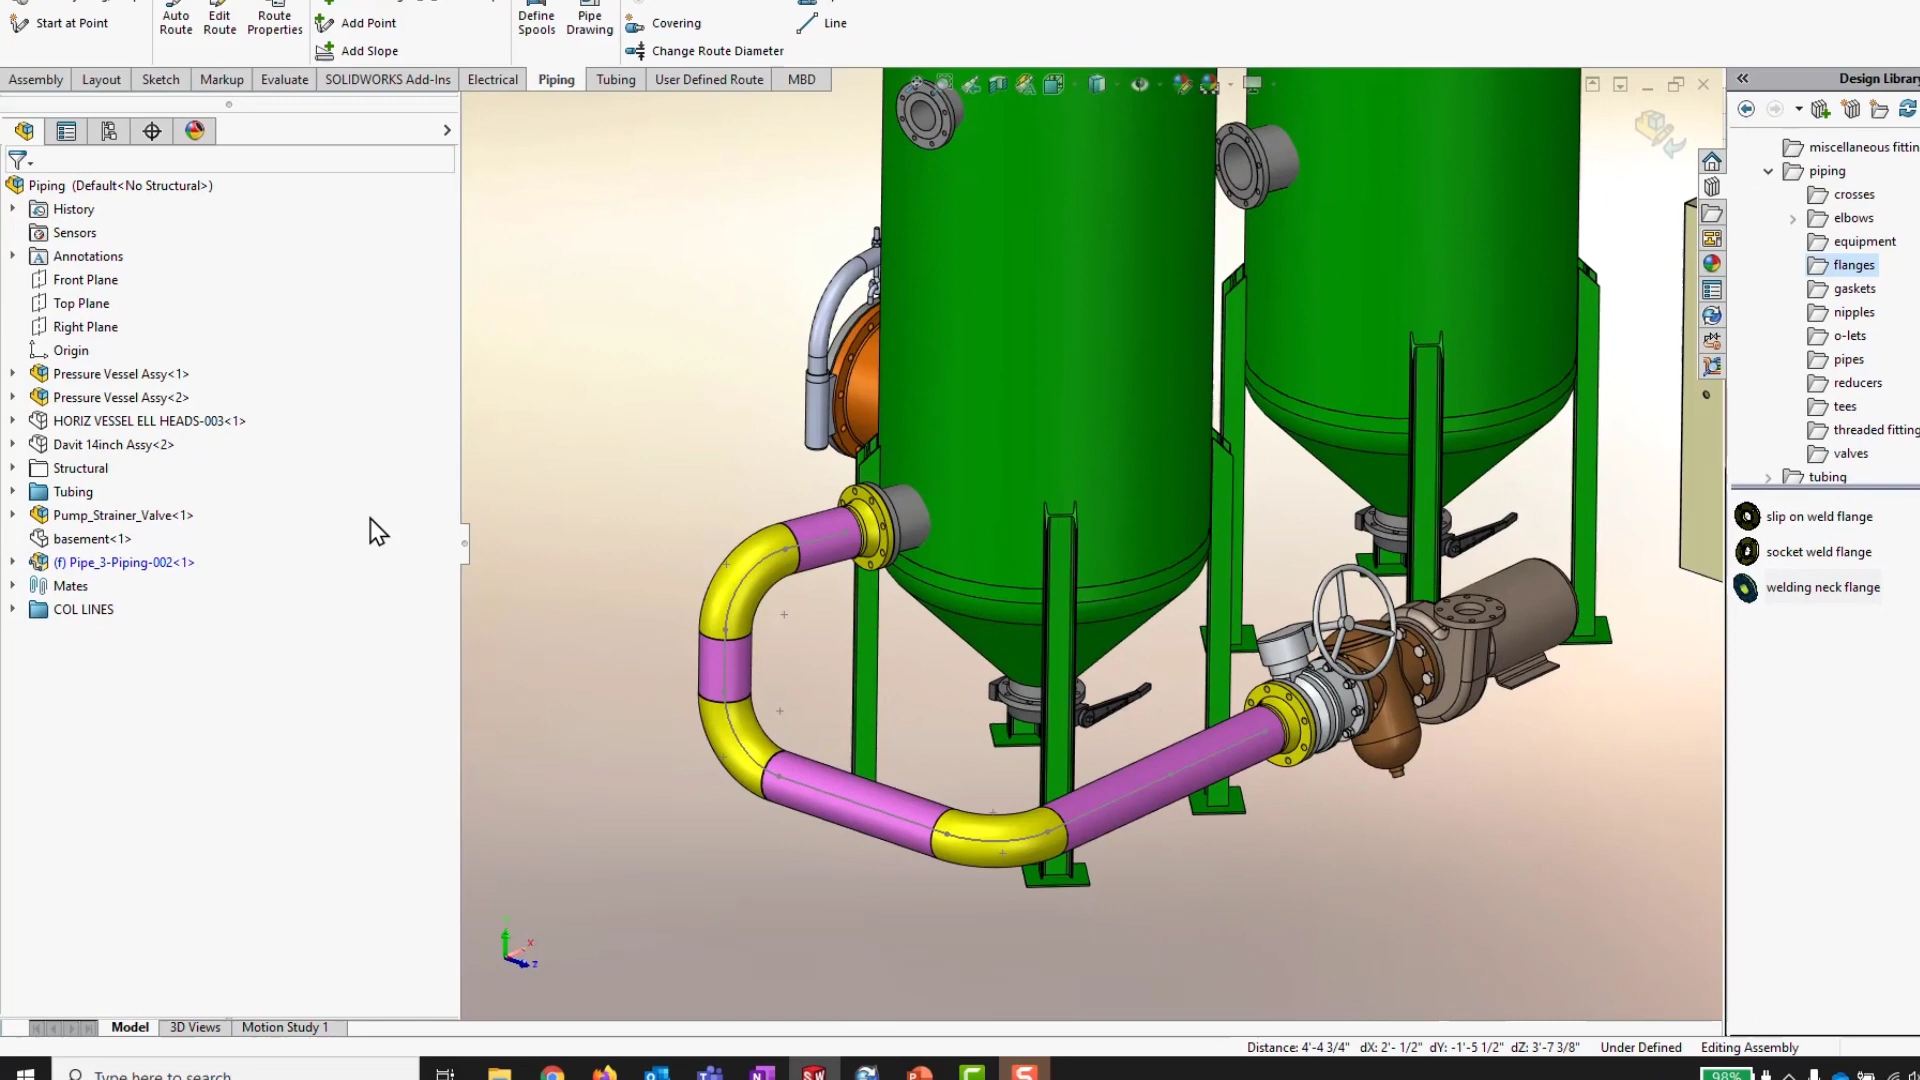 Start at Point
Auto
Route
Edit
Route
Route
Properties
Add Point
Add Slope
Define
Spools
Pipe
Drawing
Covering
Change Route Diameter
Line
Assembly
Layout
Sketch
Markup
Evaluate
SOLIDWORKS Add-Ins
Electrical
Piping
Tubing
User Defined Route
MBD
Piping (Default<No Structural>)
History
Sensors
Annotations
Front Plane
Top Plane
Right Plane
Origin
Pressure Vessel Assy<1>
Pressure Vessel Assy<2>
HORIZ VESSEL ELL HEADS-003<1>
Davit 14inch Assy<2>
Structural
Tubing
Pump_Strainer_Valve<1>
basement<1>
(f) Pipe_3-Piping-002<1>
Mates
COL LINES
X
Z
Design Library
miscellaneous fittin
piping
crosses
elbows
equipment
flanges
gaskets
nipples
o-lets
pipes
reducers
tees
threaded fitting
valves
tubing
slip on weld flange
socket weld flange
welding neck flange
Model
3D Views
Motion Study 1
Distance: 4'-4 3/4" dX: 2'- 1/2" dY: -1'-5 1/2" dZ: 3'-7 3/8"
Under Defined
Editing Assembly
Type here to search
98%